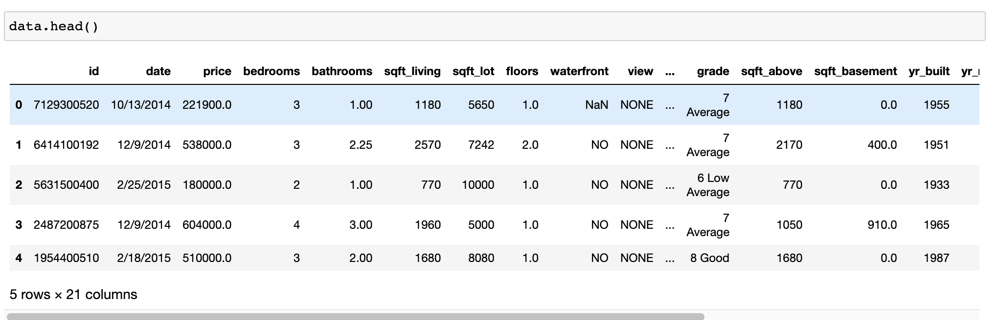 data.head()
id date price bedrooms bathrooms sqft_living sqft_lot floors waterfront view ... grade sqft_above sqft_basement yr_built yr_
0 7129300520 10/13/2014 221900.0 3 1.00 1180 5650 1.0 NaN NONE ... 7 Average 1180 0.0 1955
1 6414100192 12/9/2014 538000.0 3 2.25 2570 7242 2.0 NO NONE ... 7 Average 2170 400.0 1951
2 5631500400 2/25/2015 180000.0 2 1.00 770 10000 1.0 NO NONE ... 6 Low Average 770 0.0 1933
3 2487200875 12/9/2014 604000.0 4 3.00 1960 5000 1.0 NO NONE ... 7 Average 1050 910.0 1965
4 1954400510 2/18/2015 510000.0 3 2.00 1680 8080 1.0 NO NONE ... 8 Good 1680 0.0 1987
5 rows × 21 columns